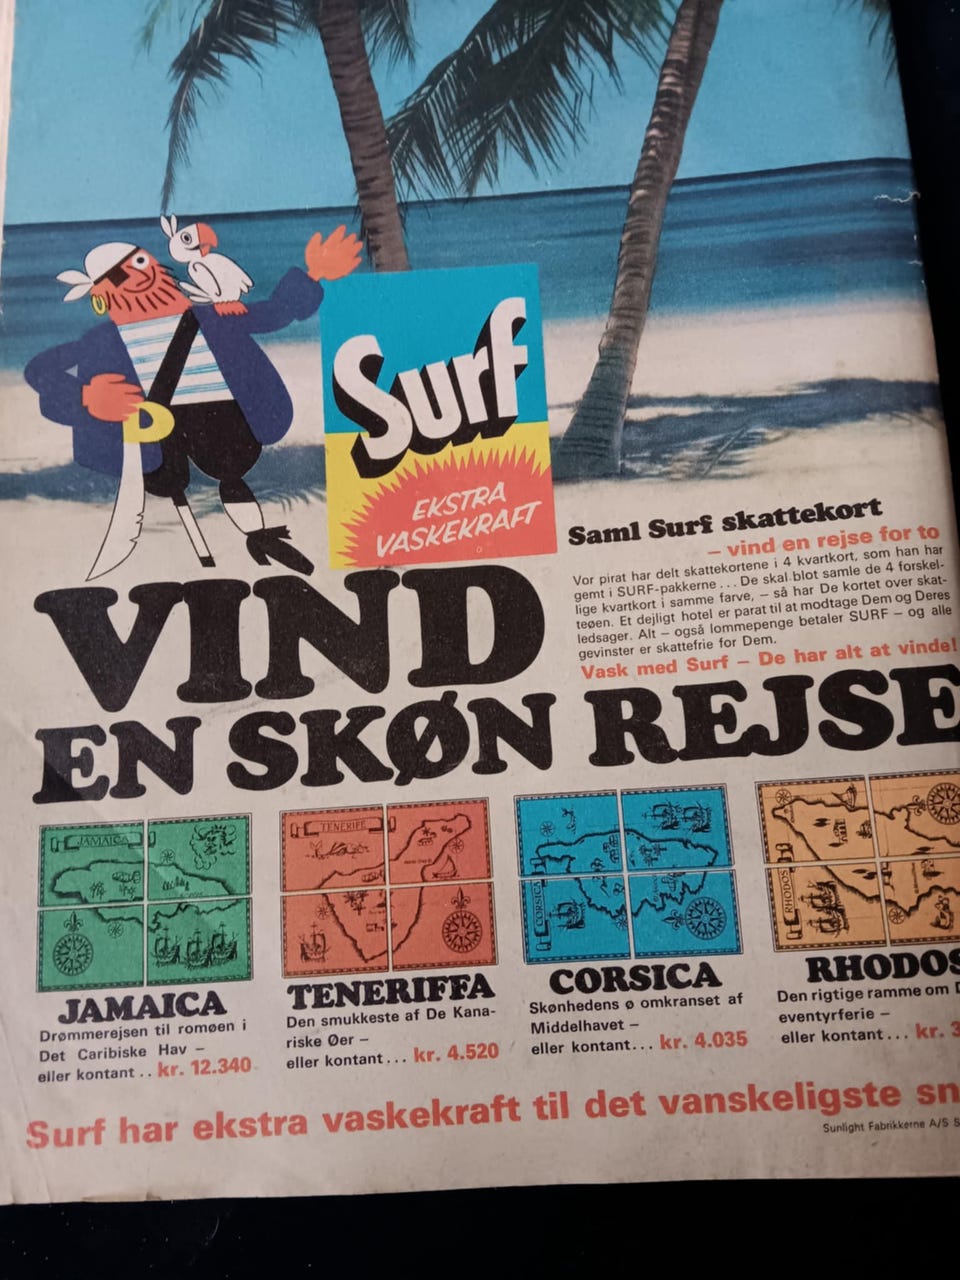 Surf
EKSTRA
VASKEKRAFT
Saml Surf skattekort
– vind en rejse for to
Vor pirat har delt skattekortene i 4 kvartkort, som han har
gemt i SURF-pakkerne... De skal blot samle de 4 forskel-
lige kvartkort i samme farve, – så har De kortet over skat-
teøen. Et dejligt hotel er parat til at modtage Dem og Deres
ledsager. Alt – også lommepenge betaler SURF – og alle
gevinster er skattefrie for Dem.
Vask med Surf – De har alt at vinde!
VIND
EN SKØN REJSE
JAMAICA
TENERIFE
CORSICA
RHODOS
JAMAICA
Drømmerejsen til romøen i
Det Caribiske Hav –
eller kontant .. kr. 12.340
TENERIFFA
Den smukkeste af De Kana-
riske Øer –
eller kontant... kr. 4.520
CORSICA
Skønhedens ø omkranset af
Middelhavet –
eller kontant... kr. 4.035
RHODOS
Den rigtige ramme om
eventyrferie –
eller kontant... kr. 3
Surf har ekstra vaskekraft til det vanskeligste
Sunlight Fabrikkerne A/S